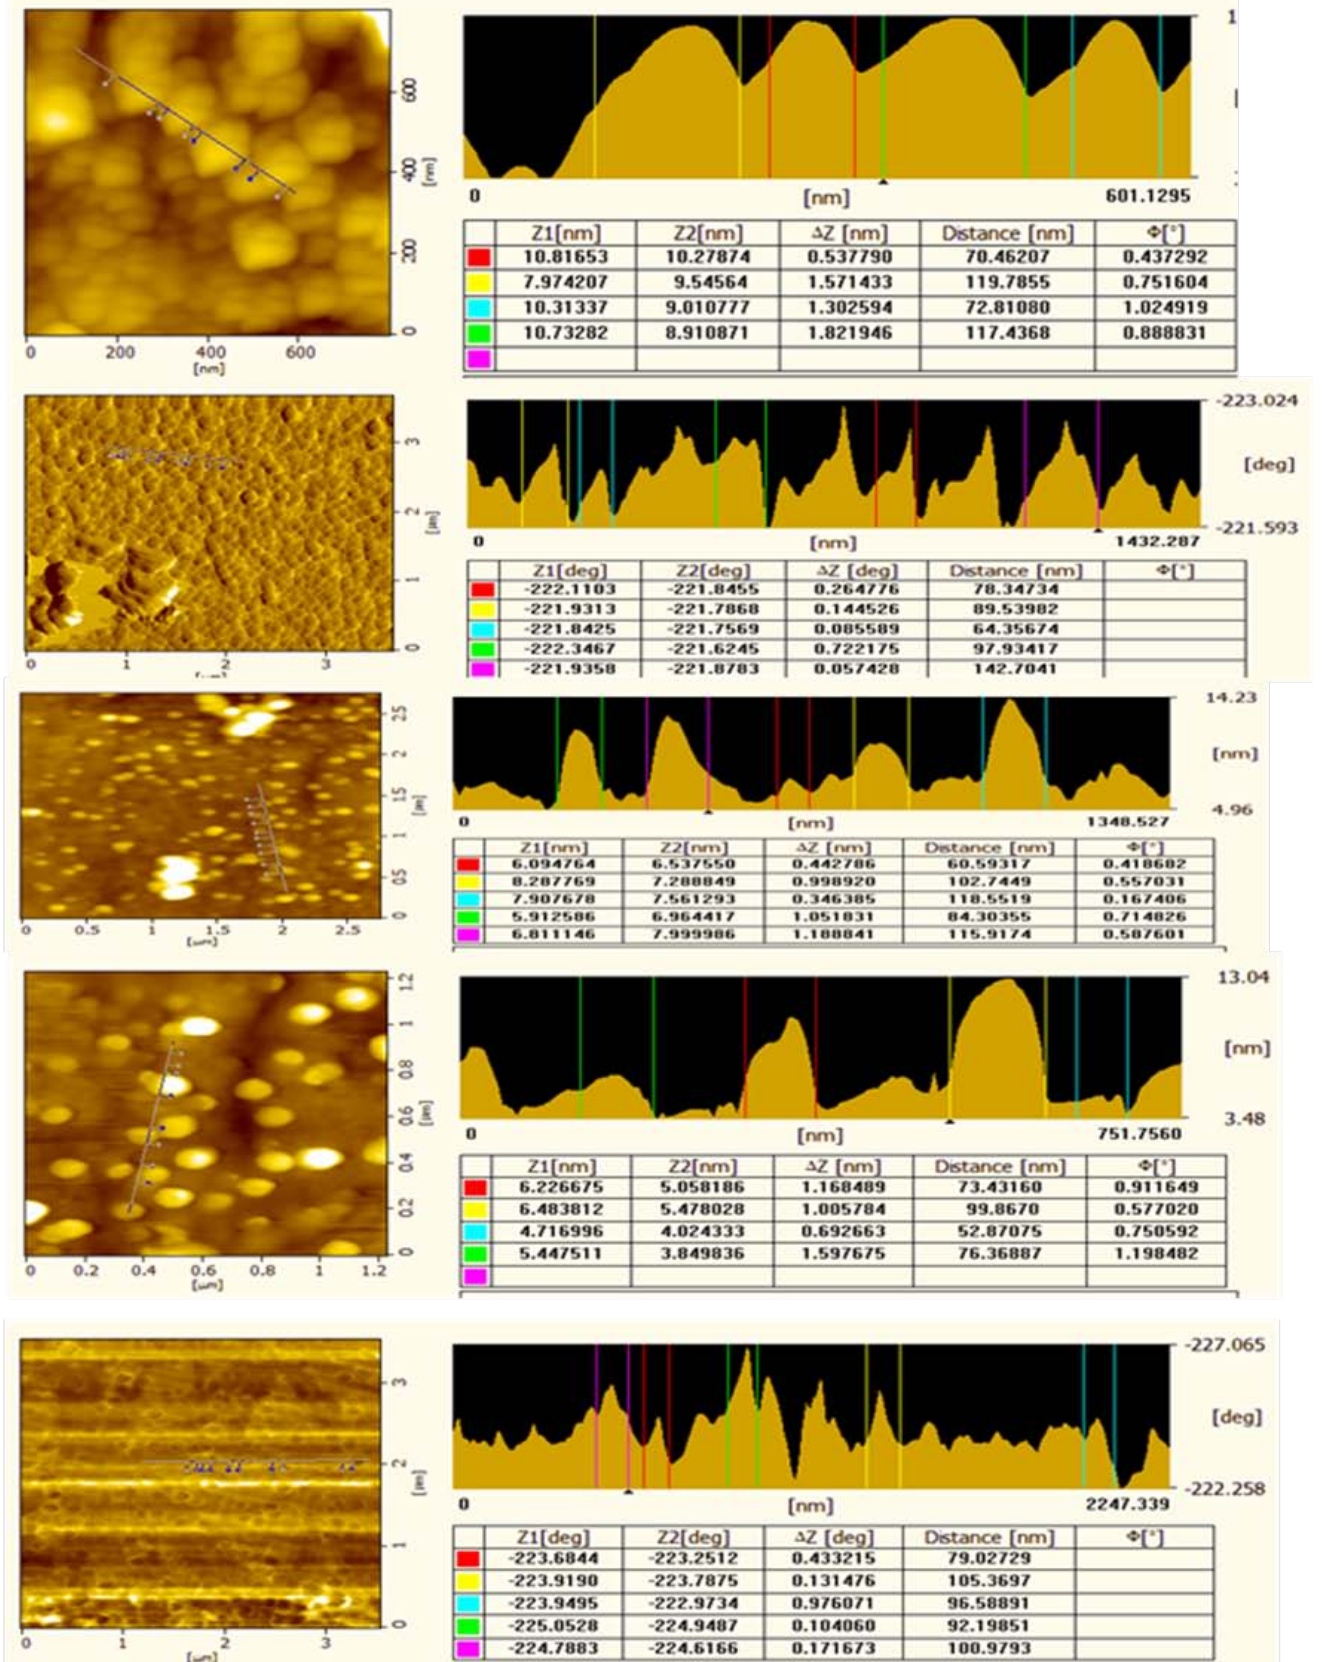 600
400
200
0
[nm]
0 200 400 600
[nm]
1
0 [nm] 601.1295
Z1[nm] Z2[nm] ΔZ [nm] Distance [nm] Φ[°]
10.81653 10.27874 0.537790 70.46207 0.437292
7.974207 9.54564 1.571433 119.7855 0.751604
10.31337 9.010777 1.302594 72.81080 1.024919
10.73282 8.910871 1.821946 117.4368 0.888831
3
2
[µm]
1
0
0 1 2 3
-223.024
[deg]
-221.593
0 [nm] 1432.287
Z1[deg] Z2[deg] ΔZ [deg] Distance [nm] Φ[°]
-222.1103 -221.8455 0.264776 78.34734
-221.9313 -221.7868 0.144526 89.53982
-221.8425 -221.7569 0.085589 64.35674
-222.3467 -221.6245 0.722175 97.93417
-221.9358 -221.8783 0.057428 142.7041
2.5
2
1.5
[µm]
1
0.5
0
0 0.5 1 1.5 2 2.5
[µm]
14.23
[nm]
4.96
0 [nm] 1348.527
Z1[nm] Z2[nm] ΔZ [nm] Distance [nm] Φ[°]
6.094764 6.537550 0.442786 60.59317 0.418682
8.287769 7.288849 0.998920 102.7449 0.557031
7.907678 7.561293 0.346385 118.5519 0.167406
5.912586 6.964417 1.051831 84.30355 0.714826
6.811146 7.999986 1.188841 115.9174 0.587601
1.2
1
0.8
0.6
[µm]
0.4
0.2
0
0 0.2 0.4 0.6 0.8 1 1.2
[µm]
13.04
[nm]
3.48
0 [nm] 751.7560
Z1[nm] Z2[nm] ΔZ [nm] Distance [nm] Φ[°]
6.226675 5.058186 1.168489 73.43160 0.911649
6.483812 5.478028 1.005784 99.8670 0.577020
4.716996 4.024333 0.692663 52.87075 0.750592
5.447511 3.849836 1.597675 76.36887 1.198482
3
2
[µm]
1
0
0 1 2 3
[µm]
-227.065
[deg]
-222.258
0 [nm] 2247.339
Z1[deg] Z2[deg] ΔZ [deg] Distance [nm] Φ[°]
-223.6844 -223.2512 0.433215 79.02729
-223.9190 -223.7875 0.131476 105.3697
-223.9495 -222.9734 0.976071 96.58891
-225.0528 -224.9487 0.104060 92.19851
-224.7883 -224.6166 0.171673 100.9793